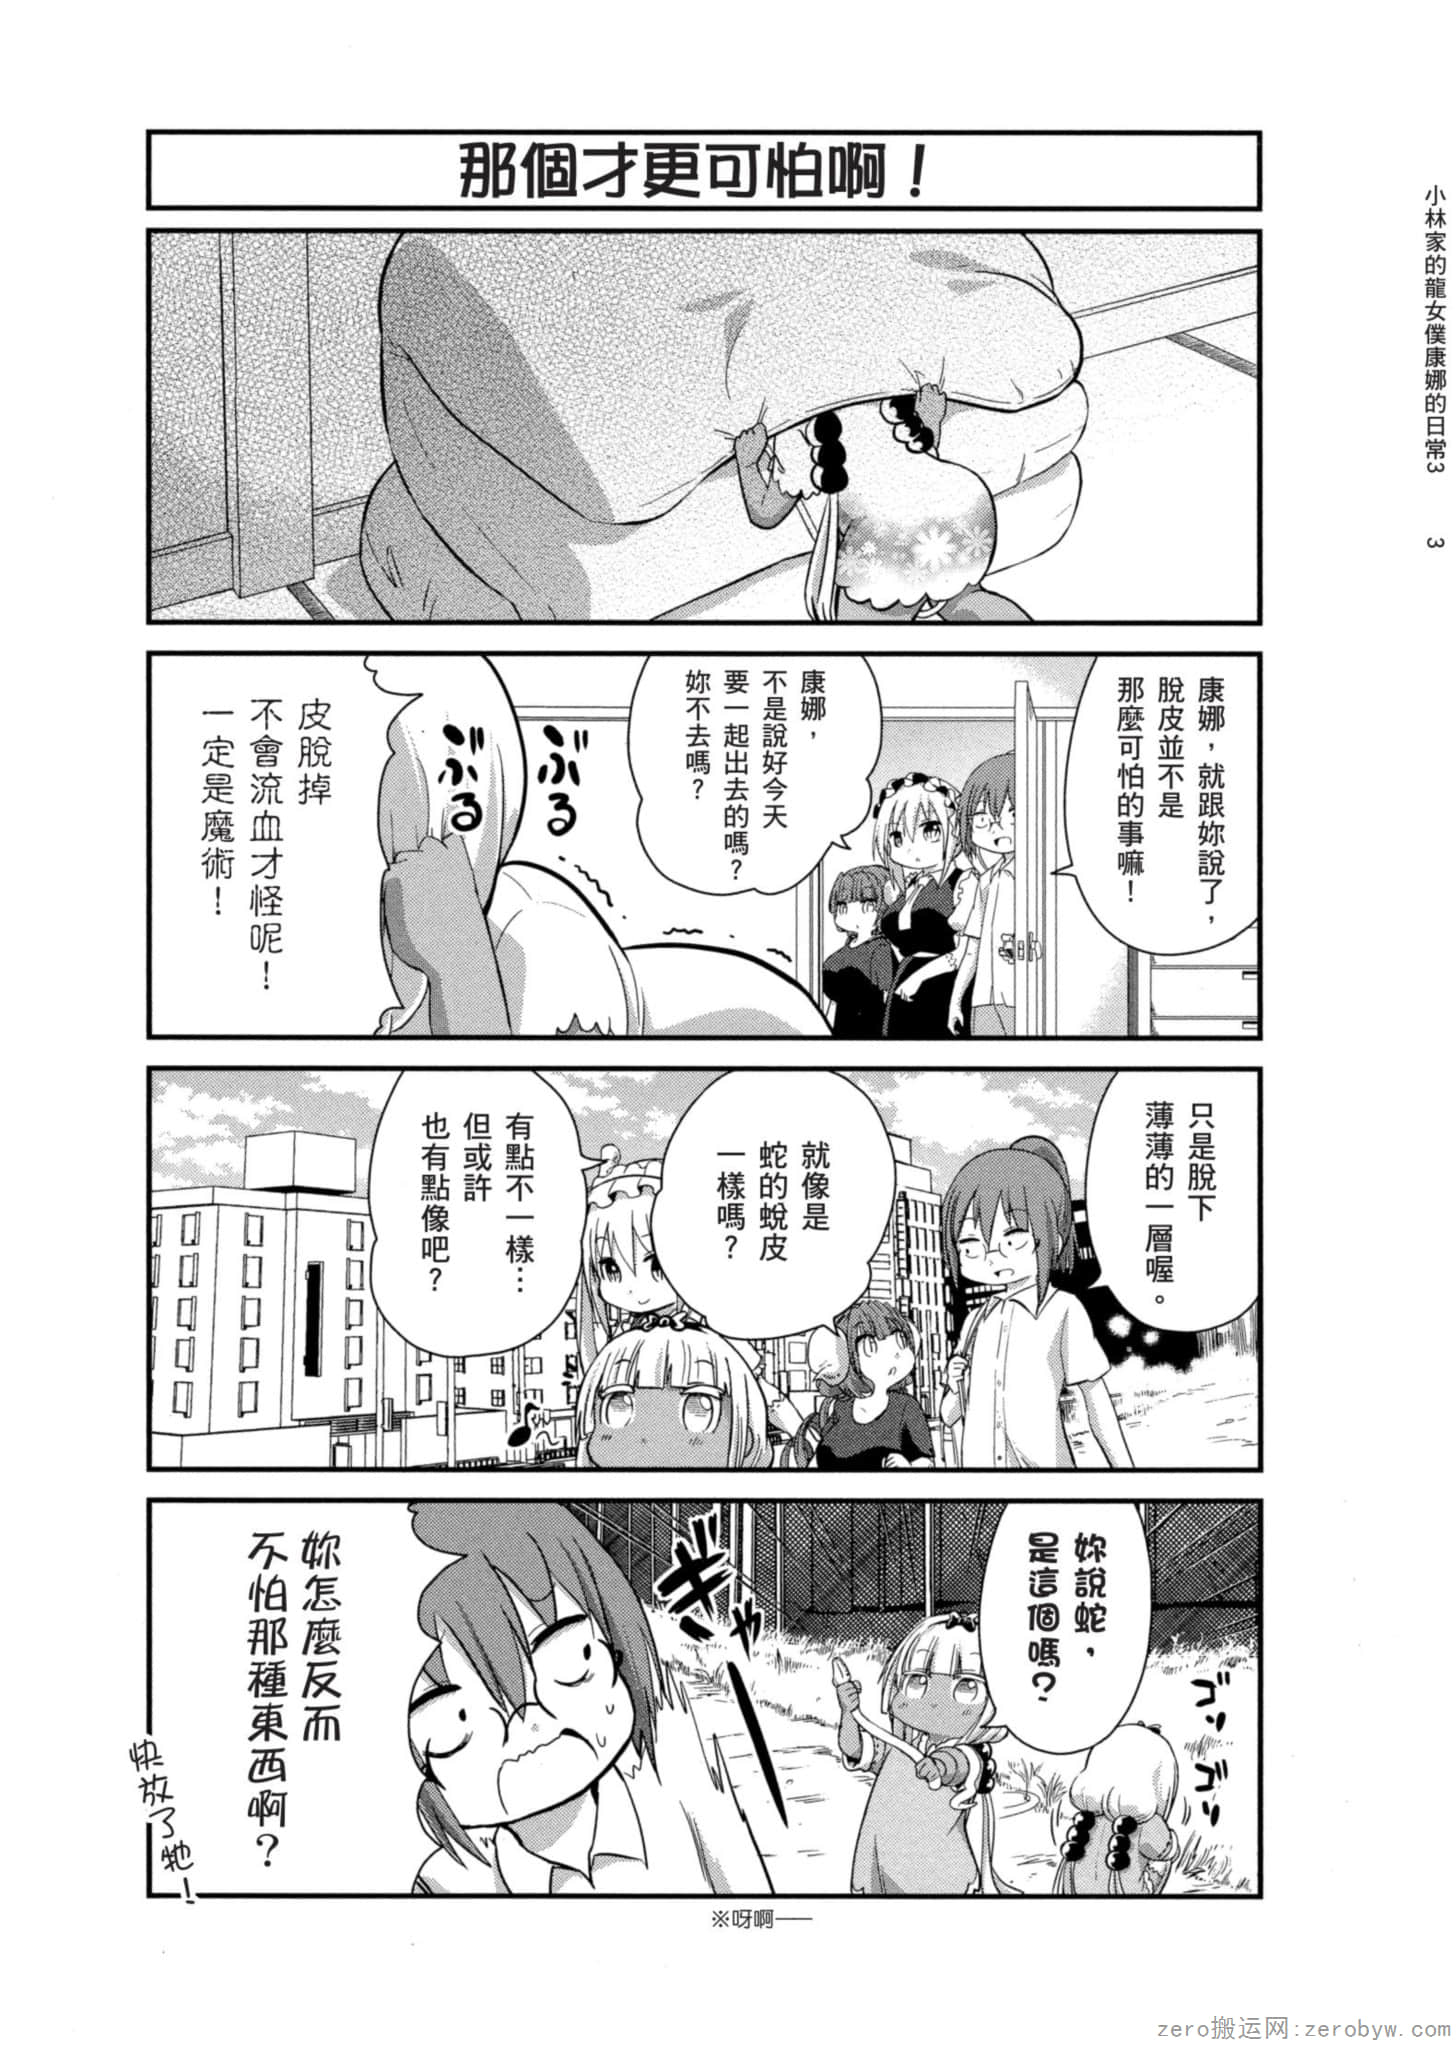 那個才更可怕啊！
小林家的龍女僕康娜的日常3
3
康娜，就跟妳說了，
脫皮並不是
那麼可怕的事嘛！
康娜，
不是說好今天
要一起出去的嗎？
妳不去嗎？
ぶる
ぶる
皮脫掉
不會流血才怪呢！
一定是魔術！
只是脫下
薄薄的一層喔。
就像是
蛇的蛻皮
一樣嗎？
有點不一樣…
但或許
也有點像吧？
妳說蛇，
是這個嗎？
ゴソ
ゴソ
ギャー
妳怎麼反而
不怕那種東西啊？
快放了牠！
※呀啊——
zero搬运网:zerobyw.com